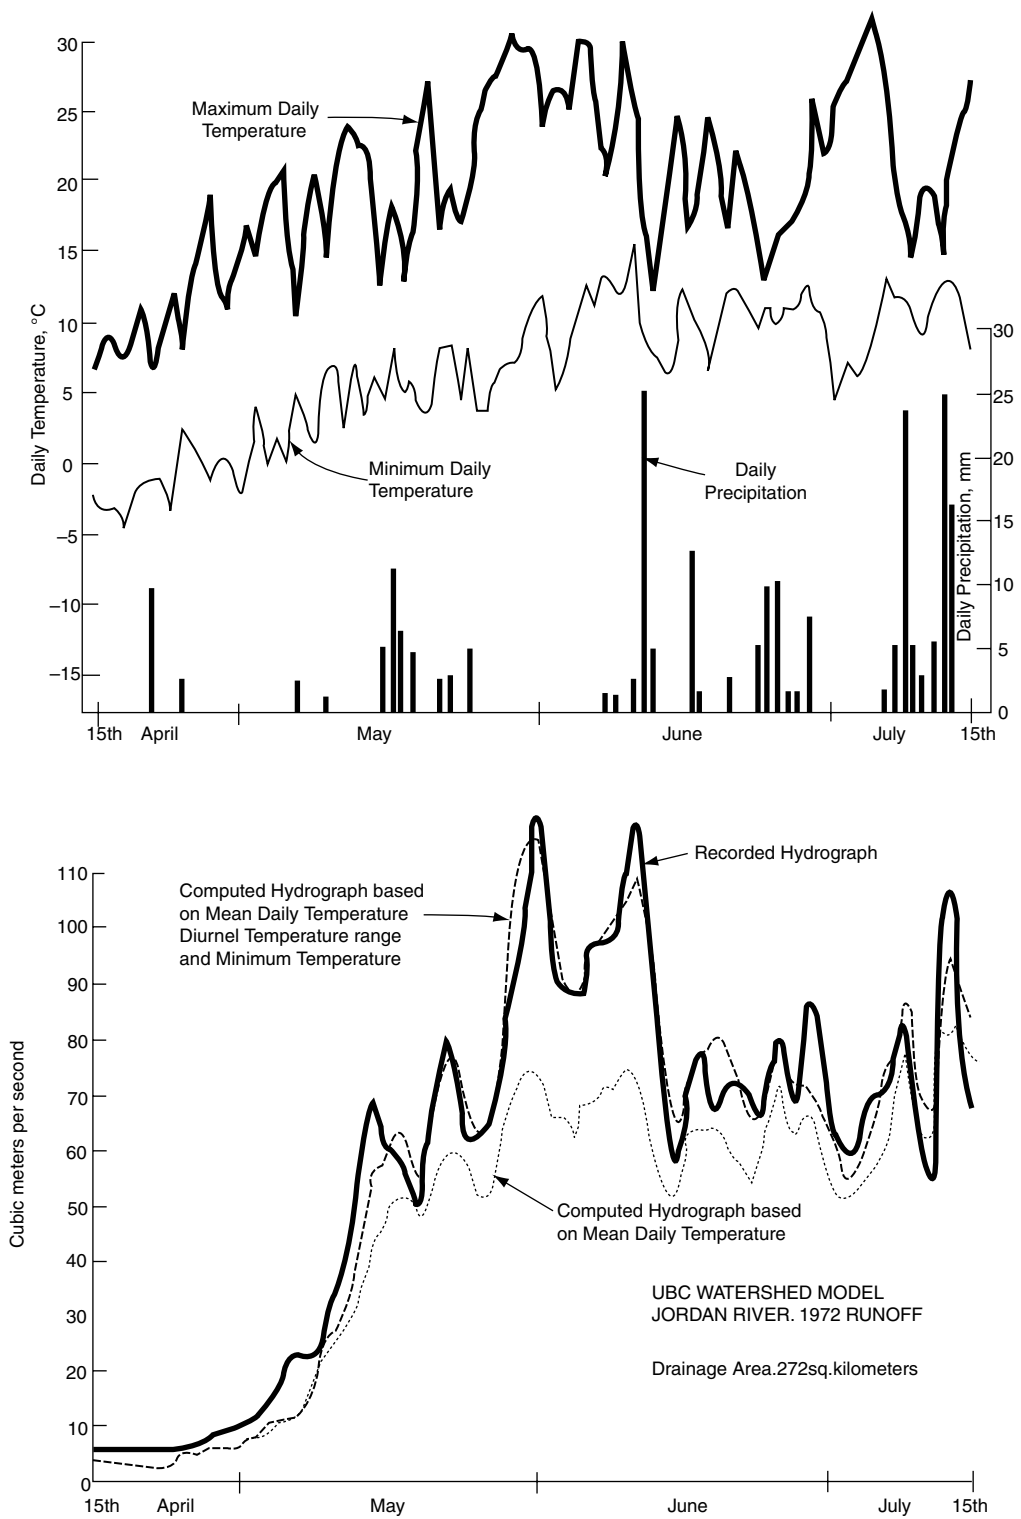 30
25
20
15
10
5
0
–5
–10
–15
Daily Temperature, °C
Maximum Daily
Temperature
Minimum Daily
Temperature
Daily
Precipitation
30
25
20
15
10
5
0
Daily Precipitation, mm
15th April May June July 15th
110
100
90
80
70
60
50
40
30
20
10
0
Cubic meters per second
Recorded Hydrograph
Computed Hydrograph based
on Mean Daily Temperature
Diurnel Temperature range
and Minimum Temperature
Computed Hydrograph based
on Mean Daily Temperature
UBC WATERSHED MODEL
JORDAN RIVER. 1972 RUNOFF
Drainage Area.272sq.kilometers
15th April May June July 15th